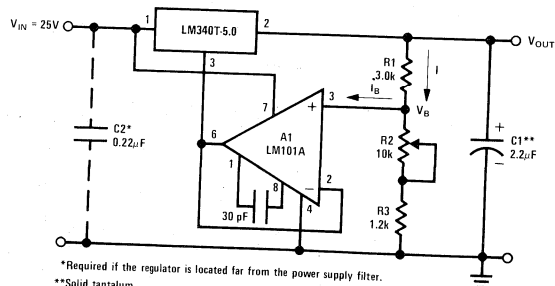 V_IN = 25V
1
LM340T-5.0
2
V_OUT
3
R1
3.0k
I
i_B
7
3
+
V_B
6
A1
LM101A
C2*
0.22μF
R2
10k
C1**
2.2μF
+
−
1
8
−
2
30 pF
4
R3
1.2k
*Required if the regulator is located far from the power supply filter.
**Solid tantalum